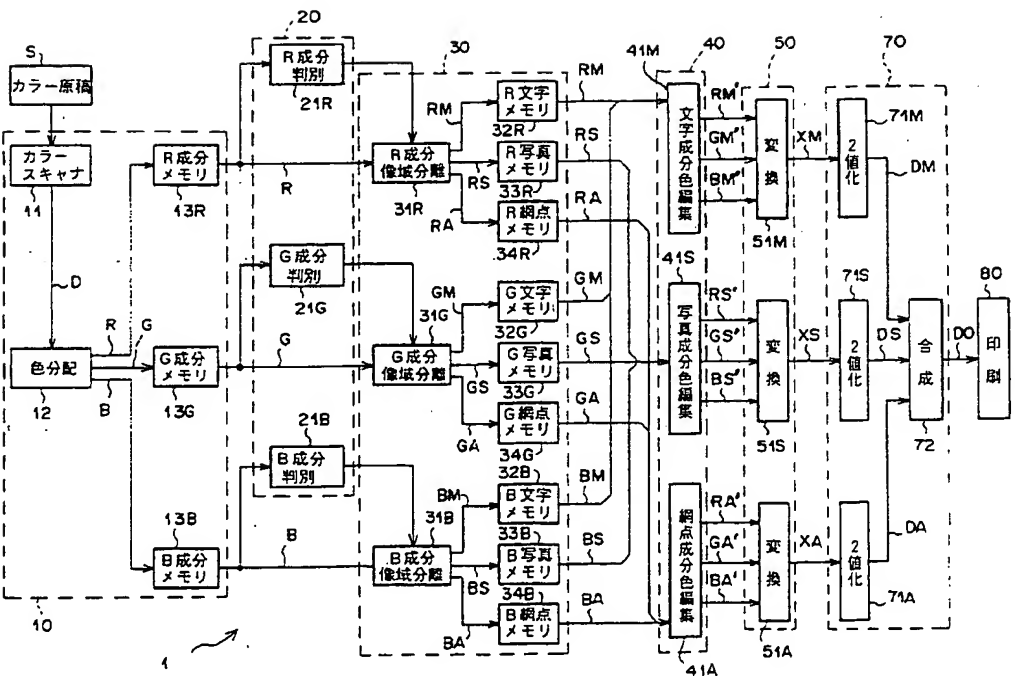 S
カラー原稿
カラー
スキャナ
11
D
色分配
12
R
G
B
R成分
メモリ
13R
G成分
メモリ
13G
13B
B成分
メモリ
10
1
20
R成分
判別
21R
R
G成分
判別
21G
G
21B
B成分
判別
B
30
R成分
像域分離
31R
RM
RS
RA
R文字
メモリ
32R
R写真
メモリ
33R
R網点
メモリ
34R
RM
RS
RA
31G
G成分
像域分離
GM
GS
GA
G文字
メモリ
32G
G写真
メモリ
33G
G網点
メモリ
34G
GM
GS
GA
31B
B成分
像域分離
BM
BS
BA
32B
B文字
メモリ
33B
B写真
メモリ
34B
B網点
メモリ
BM
BS
BA
40
41M
文字成分色編集
RM'
GM'
BM'
41S
写真成分色編集
RS'
GS'
BS'
網点成分色編集
41A
RA'
GA'
BA'
50
変換
51M
XM
変換
51S
XS
変換
51A
XA
70
71M
2値化
DM
71S
2値化
DS
2値化
71A
DA
合成
72
DO
80
印刷